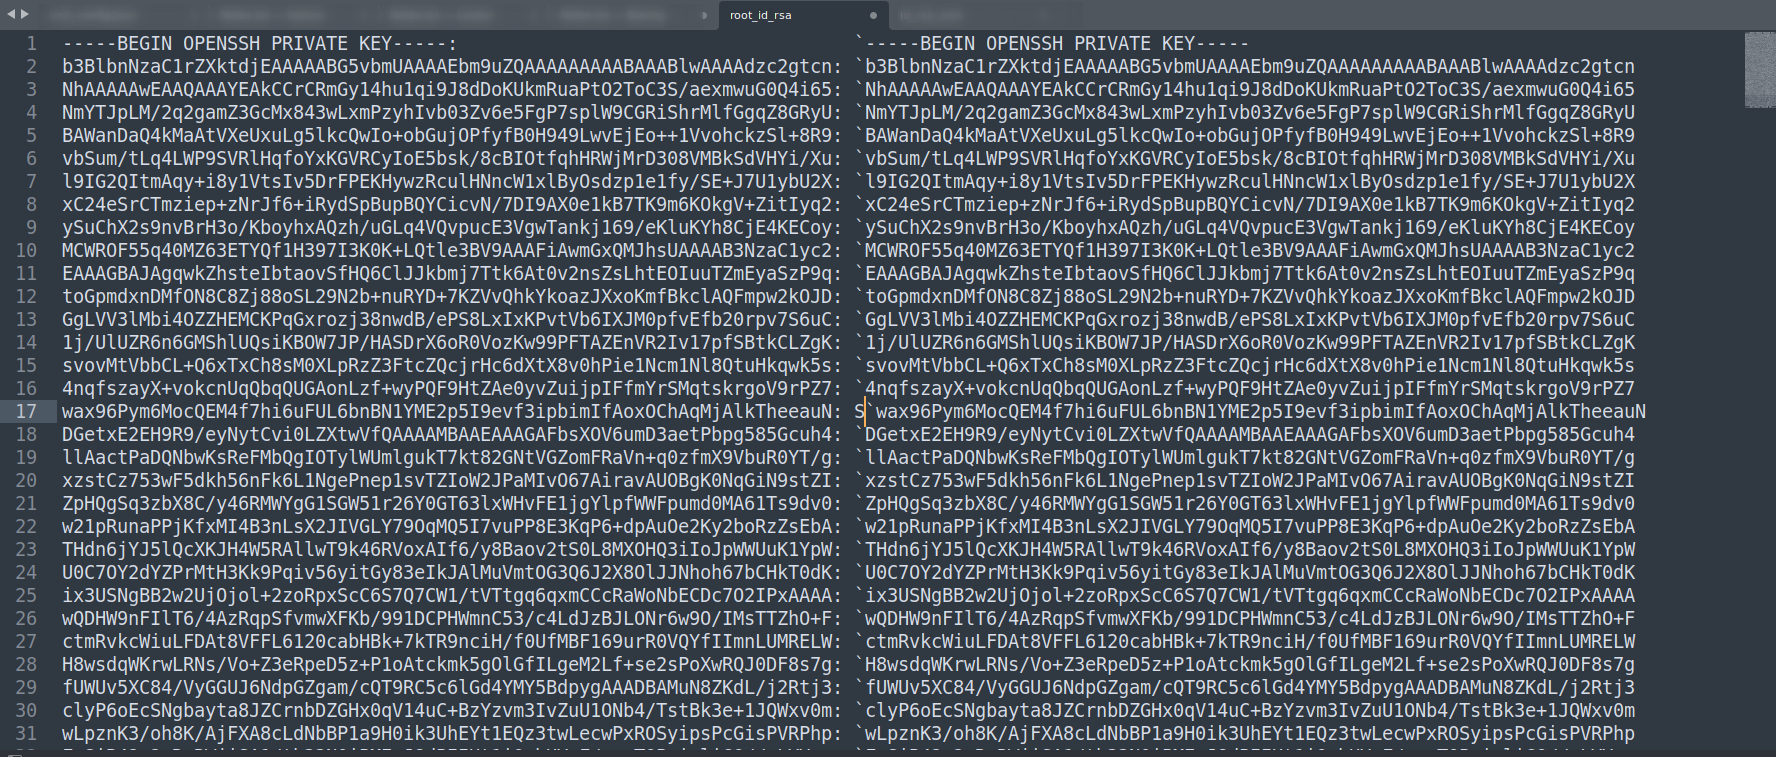 root_id_rsa
1 -----BEGIN OPENSSH PRIVATE KEY-----: `-----BEGIN OPENSSH PRIVATE KEY-----
2 b3BlbnNzaC1rZXktdjEAAAAABG5vbmUAAAAEbm9uZQAAAAAAAAABAAABlwAAAAdzc2gtcn: `b3BlbnNzaC1rZXktdjEAAAAABG5vbmUAAAAEbm9uZQAAAAAAAAABAAABlwAAAAdzc2gtcn
3 NhAAAAAwEAAQAAAYEAkCCrCRmGy14hu1qi9J8dDoKUkmRuaPtO2ToC3S/aexmwuG0Q4i65: `NhAAAAAwEAAQAAAYEAkCCrCRmGy14hu1qi9J8dDoKUkmRuaPtO2ToC3S/aexmwuG0Q4i65
4 NmYTJpLM/2q2gamZ3GcMx843wLxmPzyhIvb03Zv6e5FgP7splW9CGRiShrMlfGgqZ8GRyU: `NmYTJpLM/2q2gamZ3GcMx843wLxmPzyhIvb03Zv6e5FgP7splW9CGRiShrMlfGgqZ8GRyU
5 BAWanDaQ4kMaAtVXeUxuLg5lkcQwIo+obGujOPfyfB0H949LwvEjEo++1VvohckzSl+8R9: `BAWanDaQ4kMaAtVXeUxuLg5lkcQwIo+obGujOPfyfB0H949LwvEjEo++1VvohckzSl+8R9
6 vbSum/tLq4LWP9SVRlHqfoYxKGVRCyIoE5bsk/8cBIOtfqhHRWjMrD308VMBkSdVHYi/Xu: `vbSum/tLq4LWP9SVRlHqfoYxKGVRCyIoE5bsk/8cBIOtfqhHRWjMrD308VMBkSdVHYi/Xu
7 l9IG2QItmAqy+i8y1VtsIv5DrFPEKHywzRculHNncW1xlByOsdzp1e1fy/SE+J7U1ybU2X: `l9IG2QItmAqy+i8y1VtsIv5DrFPEKHywzRculHNncW1xlByOsdzp1e1fy/SE+J7U1ybU2X
8 xC24eSrCTmziep+zNrJf6+iRydSpBupBQYCicvN/7DI9AX0e1kB7TK9m6KOkgV+ZitIyq2: `xC24eSrCTmziep+zNrJf6+iRydSpBupBQYCicvN/7DI9AX0e1kB7TK9m6KOkgV+ZitIyq2
9 ySuChX2s9nvBrH3o/KboyhxAQzh/uGLq4VQvpucE3VgwTankj169/eKluKYh8CjE4KECoy: `ySuChX2s9nvBrH3o/KboyhxAQzh/uGLq4VQvpucE3VgwTankj169/eKluKYh8CjE4KECoy
10 MCWROF55q40MZ63ETYQf1H397I3K0K+LQtle3BV9AAAFiAwmGxQMJhsUAAAAB3NzaC1yc2: `MCWROF55q40MZ63ETYQf1H397I3K0K+LQtle3BV9AAAFiAwmGxQMJhsUAAAAB3NzaC1yc2
11 EAAAGBAJAgqwkZhsteIbtaovSfHQ6ClJJkbmj7Ttk6At0v2nsZsLhtEOIuuTZmEyaSzP9q: `EAAAGBAJAgqwkZhsteIbtaovSfHQ6ClJJkbmj7Ttk6At0v2nsZsLhtEOIuuTZmEyaSzP9q
12 toGpmdxnDMfON8C8Zj88oSL29N2b+nuRYD+7KZVvQhkYkoazJXxoKmfBkclAQFmpw2kOJD: `toGpmdxnDMfON8C8Zj88oSL29N2b+nuRYD+7KZVvQhkYkoazJXxoKmfBkclAQFmpw2kOJD
13 GgLVV3lMbi4OZZHEMCKPqGxrozj38nwdB/ePS8LxIxKPvtVb6IXJM0pfvEfb20rpv7S6uC: `GgLVV3lMbi4OZZHEMCKPqGxrozj38nwdB/ePS8LxIxKPvtVb6IXJM0pfvEfb20rpv7S6uC
14 1j/UlUZR6n6GMShlUQsiKBOW7JP/HASDrX6oR0VozKw99PFTAZEnVR2Iv17pfSBtkCLZgK: `1j/UlUZR6n6GMShlUQsiKBOW7JP/HASDrX6oR0VozKw99PFTAZEnVR2Iv17pfSBtkCLZgK
15 svovMtVbbCL+Q6xTxCh8sM0XLpRzZ3FtcZQcjrHc6dXtX8v0hPie1Ncm1Nl8QtuHkqwk5s: `svovMtVbbCL+Q6xTxCh8sM0XLpRzZ3FtcZQcjrHc6dXtX8v0hPie1Ncm1Nl8QtuHkqwk5s
16 4nqfszayX+vokcnUqQbqQUGAonLzf+wyPQF9HtZAe0yvZuijpIFfmYrSMqtskrgoV9rPZ7: `4nqfszayX+vokcnUqQbqQUGAonLzf+wyPQF9HtZAe0yvZuijpIFfmYrSMqtskrgoV9rPZ7
17 wax96Pym6MocQEM4f7hi6uFUL6bnBN1YME2p5I9evf3ipbimIfAoxOChAqMjAlkTheeauN: S`wax96Pym6MocQEM4f7hi6uFUL6bnBN1YME2p5I9evf3ipbimIfAoxOChAqMjAlkTheeauN
18 DGetxE2EH9R9/eyNytCvi0LZXtwVfQAAAAMBAAEAAAGAFbsXOV6umD3aetPbpg585Gcuh4: `DGetxE2EH9R9/eyNytCvi0LZXtwVfQAAAAMBAAEAAAGAFbsXOV6umD3aetPbpg585Gcuh4
19 llAactPaDQNbwKsReFMbQgIOTylWUmlgukT7kt82GNtVGZomFRaVn+q0zfmX9VbuR0YT/g: `llAactPaDQNbwKsReFMbQgIOTylWUmlgukT7kt82GNtVGZomFRaVn+q0zfmX9VbuR0YT/g
20 xzstCz753wF5dkh56nFk6L1NgePnep1svTZIoW2JPaMIvO67AiravAUOBgK0NqGiN9stZI: `xzstCz753wF5dkh56nFk6L1NgePnep1svTZIoW2JPaMIvO67AiravAUOBgK0NqGiN9stZI
21 ZpHQgSq3zbX8C/y46RMWYgG1SGW51r26Y0GT63lxWHvFE1jgYlpfWWFpumd0MA61Ts9dv0: `ZpHQgSq3zbX8C/y46RMWYgG1SGW51r26Y0GT63lxWHvFE1jgYlpfWWFpumd0MA61Ts9dv0
22 w21pRunaPPjKfxMI4B3nLsX2JIVGLY79OqMQ5I7vuPP8E3KqP6+dpAuOe2Ky2boRzZsEbA: `w21pRunaPPjKfxMI4B3nLsX2JIVGLY79OqMQ5I7vuPP8E3KqP6+dpAuOe2Ky2boRzZsEbA
23 THdn6jYJ5lQcXKJH4W5RAllwT9k46RVoxAIf6/y8Baov2tS0L8MXOHQ3iIoJpWWUuK1YpW: `THdn6jYJ5lQcXKJH4W5RAllwT9k46RVoxAIf6/y8Baov2tS0L8MXOHQ3iIoJpWWUuK1YpW
24 U0C7OY2dYZPrMtH3Kk9Pqiv56yitGy83eIkJAlMuVmtOG3Q6J2X8OlJJNhoh67bCHkT0dK: `U0C7OY2dYZPrMtH3Kk9Pqiv56yitGy83eIkJAlMuVmtOG3Q6J2X8OlJJNhoh67bCHkT0dK
25 ix3USNgBB2w2UjOjol+2zoRpxScC6S7Q7CW1/tVTtgq6qxmCCcRaWoNbECDc7O2IPxAAAA: `ix3USNgBB2w2UjOjol+2zoRpxScC6S7Q7CW1/tVTtgq6qxmCCcRaWoNbECDc7O2IPxAAAA
26 wQDHW9nFIlT6/4AzRqpSfvmwXFKb/991DCPHWmnC53/c4LdJzBJLONr6w9O/IMsTTZhO+F: `wQDHW9nFIlT6/4AzRqpSfvmwXFKb/991DCPHWmnC53/c4LdJzBJLONr6w9O/IMsTTZhO+F
27 ctmRvkcWiuLFDAt8VFFL6120cabHBk+7kTR9nciH/f0UfMBF169urR0VQYfIImnLUMRELW: `ctmRvkcWiuLFDAt8VFFL6120cabHBk+7kTR9nciH/f0UfMBF169urR0VQYfIImnLUMRELW
28 H8wsdqWKrwLRNs/Vo+Z3eRpeD5z+P1oAtckmk5gOlGfILgeM2Lf+se2sPoXwRQJ0DF8s7g: `H8wsdqWKrwLRNs/Vo+Z3eRpeD5z+P1oAtckmk5gOlGfILgeM2Lf+se2sPoXwRQJ0DF8s7g
29 fUWUv5XC84/VyGGUJ6NdpGZgam/cQT9RC5c6lGd4YMY5BdpygAAADBAMuN8ZKdL/j2Rtj3: `fUWUv5XC84/VyGGUJ6NdpGZgam/cQT9RC5c6lGd4YMY5BdpygAAADBAMuN8ZKdL/j2Rtj3
30 clyP6oEcSNgbayta8JZCrnbDZGHx0qV14uC+BzYzvm3IvZuU1ONb4/TstBk3e+1JQWxv0m: `clyP6oEcSNgbayta8JZCrnbDZGHx0qV14uC+BzYzvm3IvZuU1ONb4/TstBk3e+1JQWxv0m
31 wLpznK3/oh8K/AjFXA8cLdNbBP1a9H0ik3UhEYt1EQz3twLecwPxROSyipsPcGisPVRPhp: `wLpznK3/oh8K/AjFXA8cLdNbBP1a9H0ik3UhEYt1EQz3twLecwPxROSyipsPcGisPVRPhp